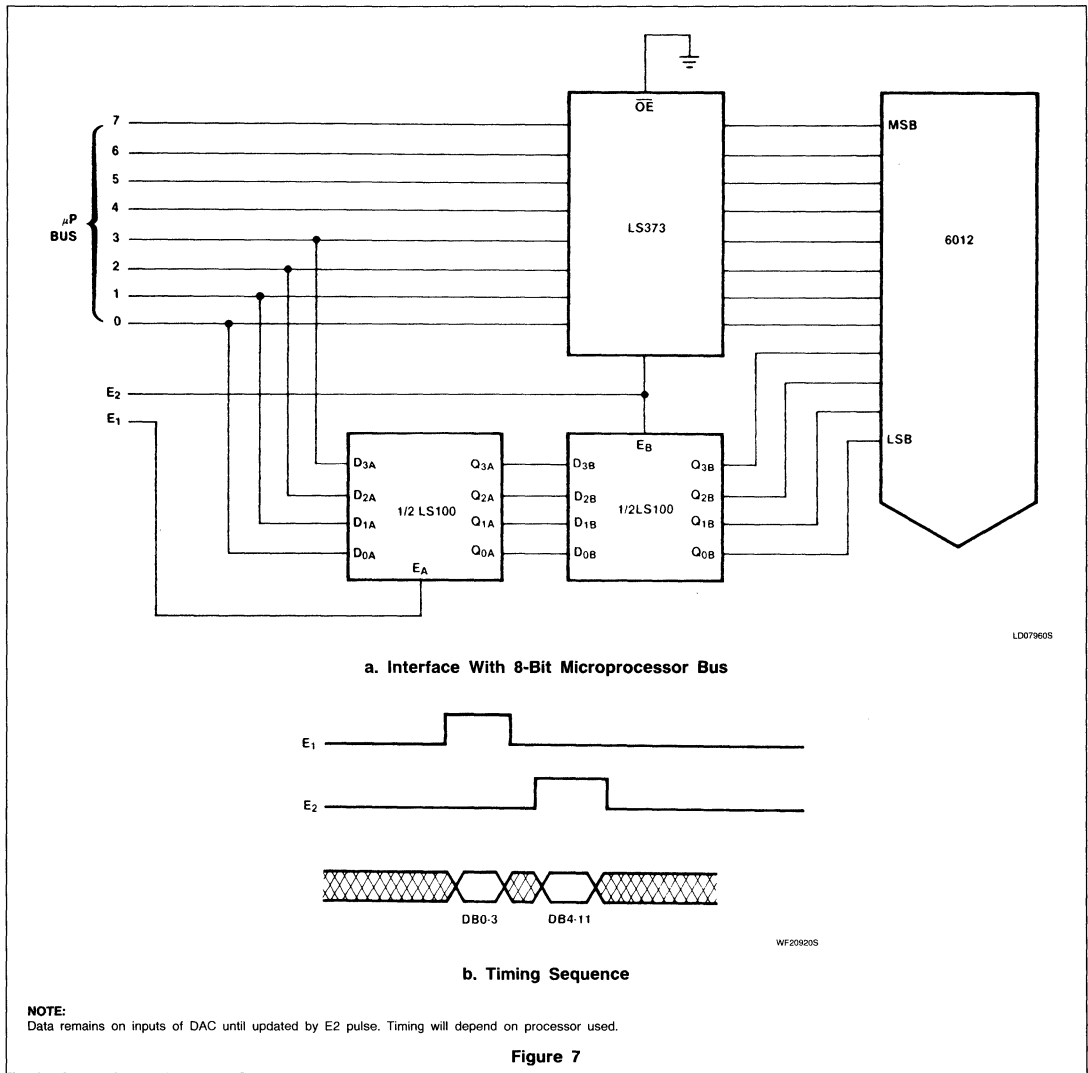 OE
7
MSB
6
5
4
LS373
6012
μP
BUS
3
2
1
0
E2
E1
LSB
EB
D3A
Q3A
D3B
Q3B
D2A
Q2A
D2B
Q2B
1/2 LS100
1/2LS100
D1A
Q1A
D1B
Q1B
D0A
Q0A
D0B
Q0B
EA
LD07960S
a. Interface With 8-Bit Microprocessor Bus
E1
E2
DB0-3
DB4-11
WF20920S
b. Timing Sequence
NOTE:
Data remains on inputs of DAC until updated by E2 pulse. Timing will depend on processor used.
Figure 7